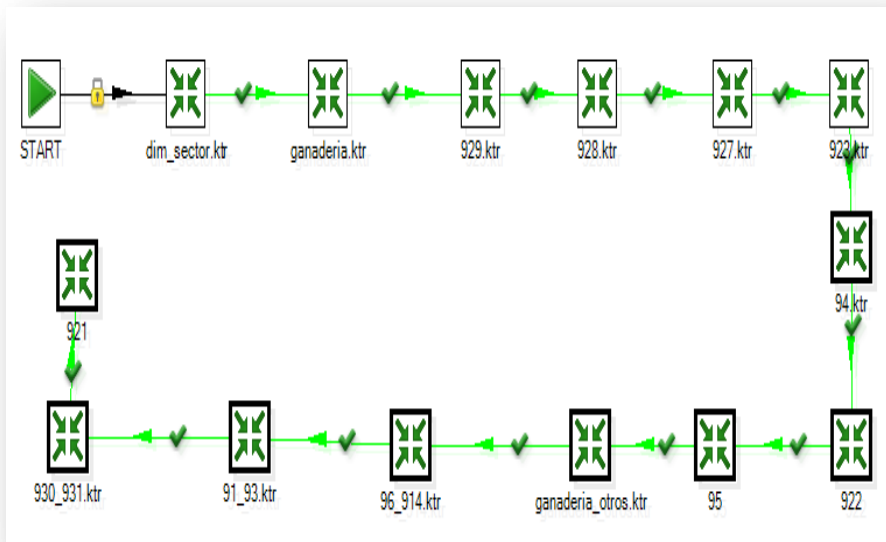 START
dim_sector.ktr
ganaderia.ktr
929.ktr
928.ktr
927.ktr
923.ktr
94.ktr
922
95
ganaderia_otros.ktr
96_914.ktr
91_93.ktr
930_931.ktr
921